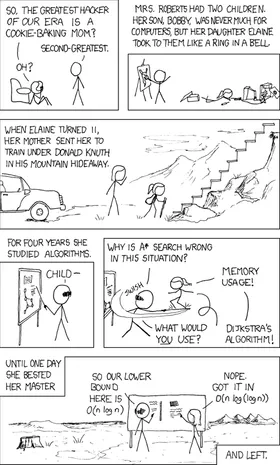 SO, THE GREATEST HACKER
OF OUR ERA IS A
COOKIE-BAKING MOM?
SECOND-GREATEST.
OH?
MRS. ROBERTS HAD TWO CHILDREN.
HER SON, BOBBY, WAS NEVER MUCH FOR
COMPUTERS, BUT HER DAUGHTER ELAINE
TOOK TO THEM LIKE A RING IN A BELL.
WHEN ELAINE TURNED 11,
HER MOTHER SENT HER TO
TRAIN UNDER DONALD KNUTH
IN HIS MOUNTAIN HIDEAWAY.
FOR FOUR YEARS SHE
STUDIED ALGORITHMS.
CHILD—
WHY IS A* SEARCH WRONG
IN THIS SITUATION?
SWISH
MEMORY
USAGE!
WHAT WOULD
YOU USE?
DIJKSTRA'S
ALGORITHM!
UNTIL ONE DAY
SHE BESTED
HER MASTER
SO OUR LOWER
BOUND
HERE IS
O(n log n)
NOPE.
GOT IT IN
O(n log(log n))
AND LEFT.